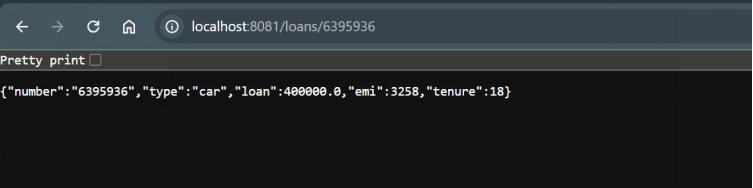 localhost:8081/loans/6395936
Pretty print
{"number":"6395936","type":"car","loan":400000.0,"emi":3258,"tenure":18}